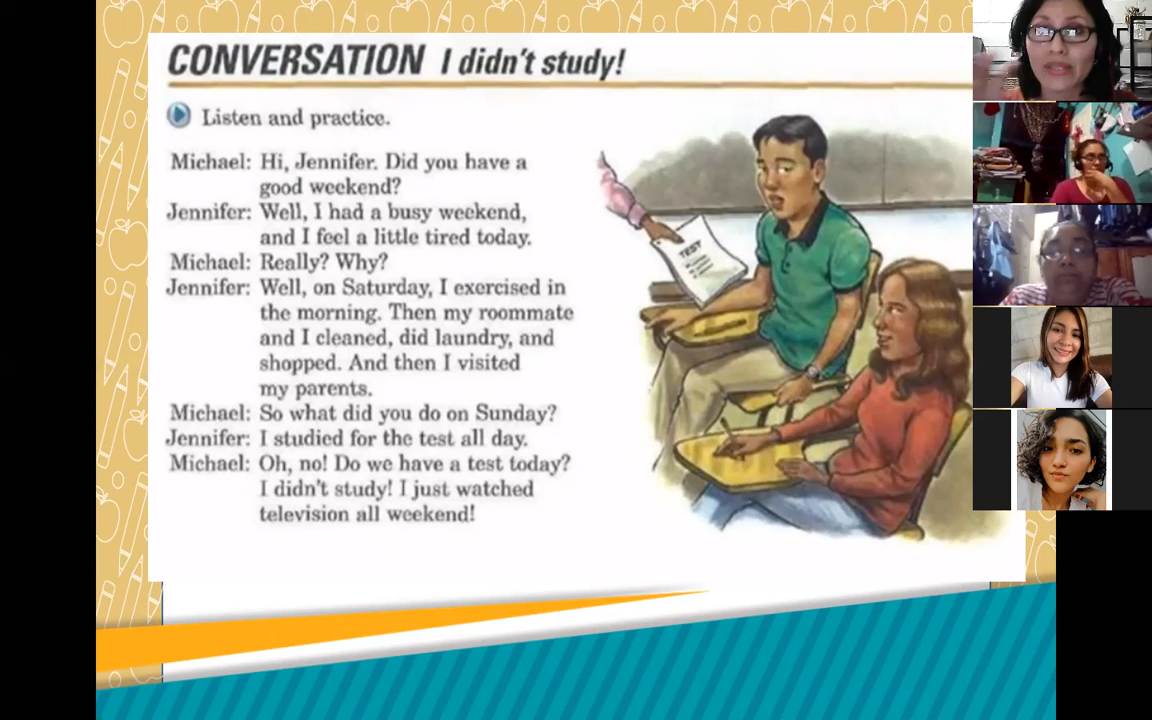 CONVERSATION I didn't study!
Listen and practice.
Michael: Hi, Jennifer. Did you have a
good weekend?
Jennifer: Well, I had a busy weekend,
and I feel a little tired today.
Michael: Really? Why?
Jennifer: Well, on Saturday, I exercised in
the morning. Then my roommate
and I cleaned, did laundry, and
shopped. And then I visited
my parents.
Michael: So what did you do on Sunday?
Jennifer: I studied for the test all day.
Michael: Oh, no! Do we have a test today?
I didn't study! I just watched
television all weekend!
TEST